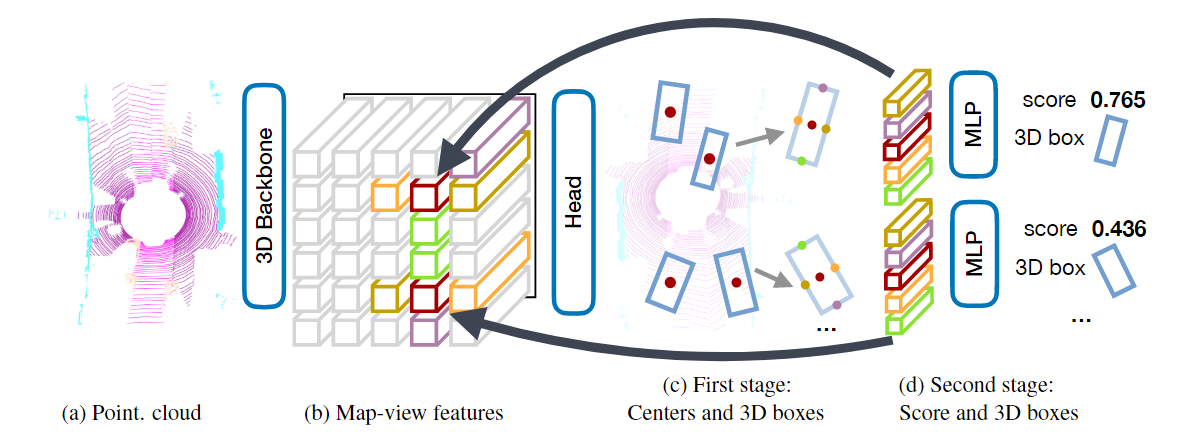 3D Backbone
Head
MLP
score 0.765
3D box
MLP
score 0.436
3D box
...
...
(a) Point. cloud
(b) Map-view features
(c) First stage:
Centers and 3D boxes
(d) Second stage:
Score and 3D boxes